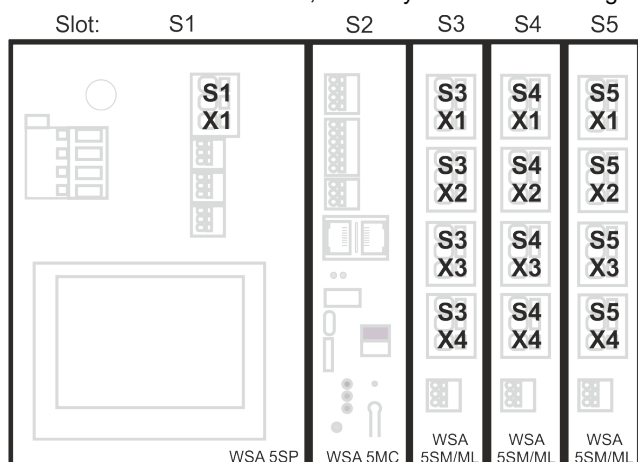 Slot: S1 S2 S3 S4 S5
S1 S3 S4 S5
X1 X1 X1 X1
S3 S4 S5
X2 X2 X2
S3 S4 S5
X3 X3 X3
S3 S4 S5
X4 X4 X4
WSA WSA WSA
WSA 5SP WSA 5MC 5SM/ML 5SM/ML 5SM/ML